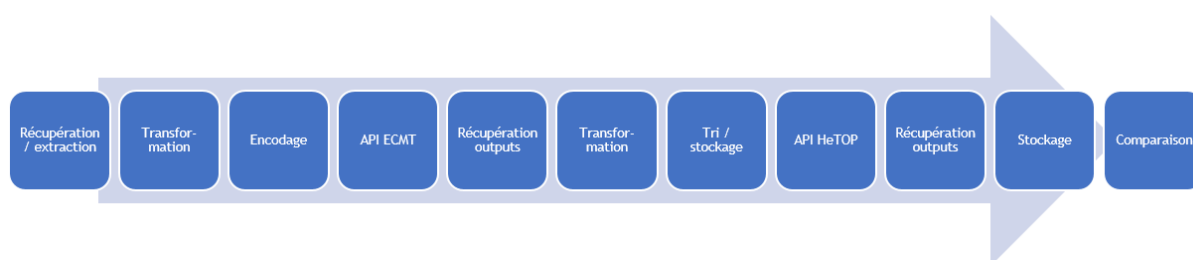 Récupération
/ extraction
Transfor-
mation
Encodage
API ECMT
Récupération
outputs
Transfor-
mation
Tri /
stockage
API HeTOP
Récupération
outputs
Stockage
Comparaison